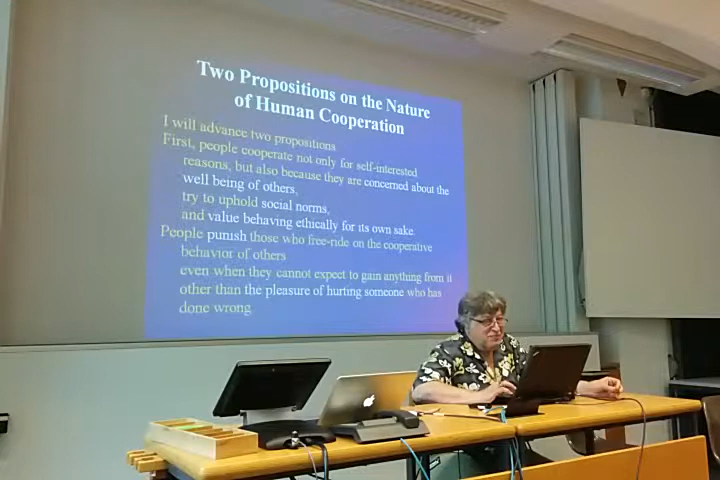 Two Propositions on the Nature
of Human Cooperation
I will advance two propositions
First, people cooperate not only for self-interested
reasons, but also because they are concerned about the
well being of others,
try to uphold social norms,
and value behaving ethically for its own sake.
People punish those who free-ride on the cooperative
behavior of others
even when they cannot expect to gain anything from it
other than the pleasure of hurting someone who has
done wrong